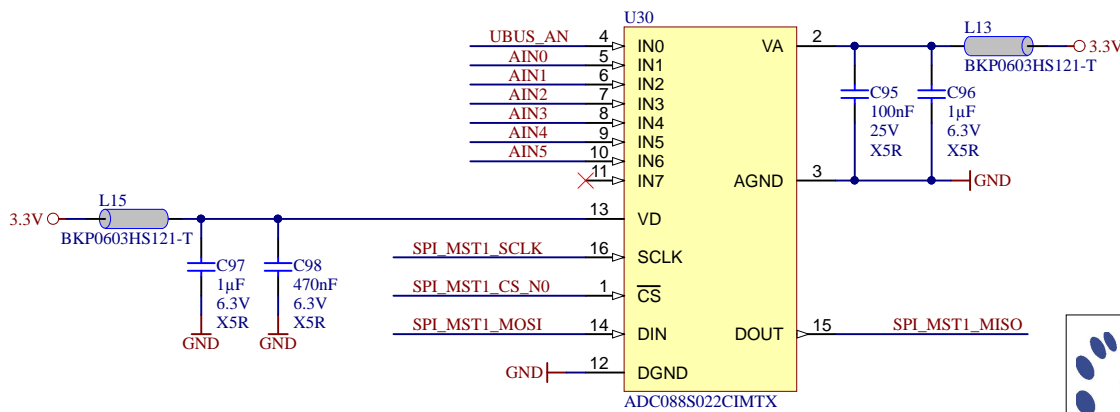 U30
UBUS_AN 4 IN0
AIN0 5 IN1
AIN1 6 IN2
AIN2 7 IN3
AIN3 8 IN4
AIN4 9 IN5
AIN5 10 IN6
11 IN7
VA 2
L13
3.3V
BKP0603HS121-T
C95
100nF
25V
X5R
C96
1µF
6.3V
X5R
AGND 3
GND
3.3V
L15
BKP0603HS121-T
13 VD
C97
1µF
6.3V
X5R
GND
C98
470nF
6.3V
X5R
GND
SPI_MST1_SCLK 16 SCLK
SPI_MST1_CS_N0 1 CS
SPI_MST1_MOSI 14 DIN
DOUT 15 SPI_MST1_MISO
GND 12 DGND
ADC088S022CIMTX